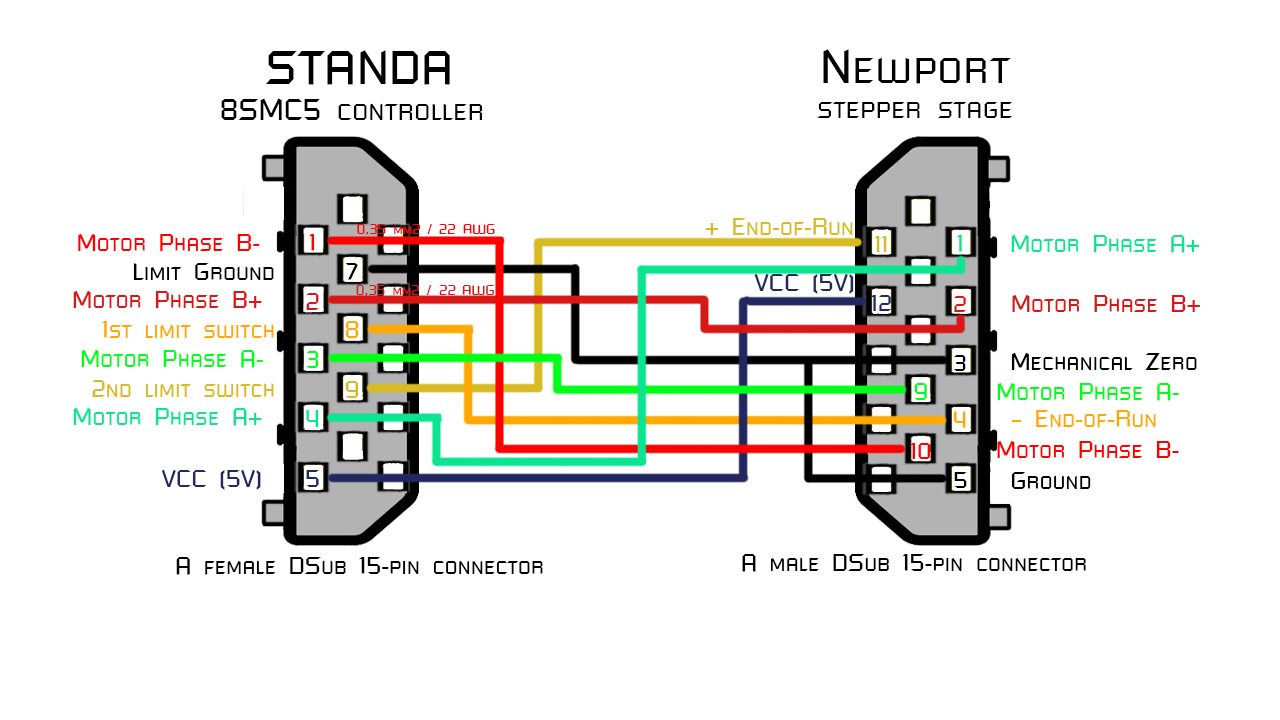 STANDA
8SMC5 CONTROLLER
NEWPORT
STEPPER STAGE
MOTOR PHASE B-
1
0,35 MM2 / 22 AWG
LIMIT GROUND
7
MOTOR PHASE B+
2
0,35 MM2 / 22 AWG
1ST LIMIT SWITCH
8
MOTOR PHASE A-
3
2ND LIMIT SWITCH
9
MOTOR PHASE A+
4
VCC (5V)
5
+ END-OF-RUN
11
1
MOTOR PHASE A+
VCC (5V)
12
2
MOTOR PHASE B+
3
MECHANICAL ZERO
9
MOTOR PHASE A-
4
- END-OF-RUN
10
MOTOR PHASE B-
5
GROUND
A FEMALE DSUB 15-PIN CONNECTOR
A MALE DSUB 15-PIN CONNECTOR